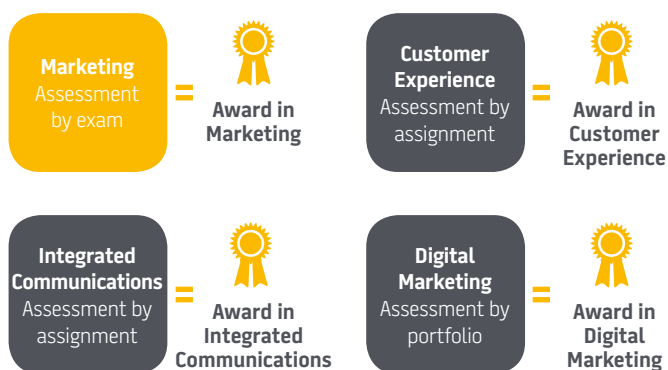 Marketing
Assessment
by exam
=
Award in
Marketing
Customer
Experience
Assessment by
assignment
=
Award in
Customer
Experience
Integrated
Communications
Assessment by
assignment
=
Award in
Integrated
Communications
Digital
Marketing
Assessment by
portfolio
=
Award in
Digital
Marketing